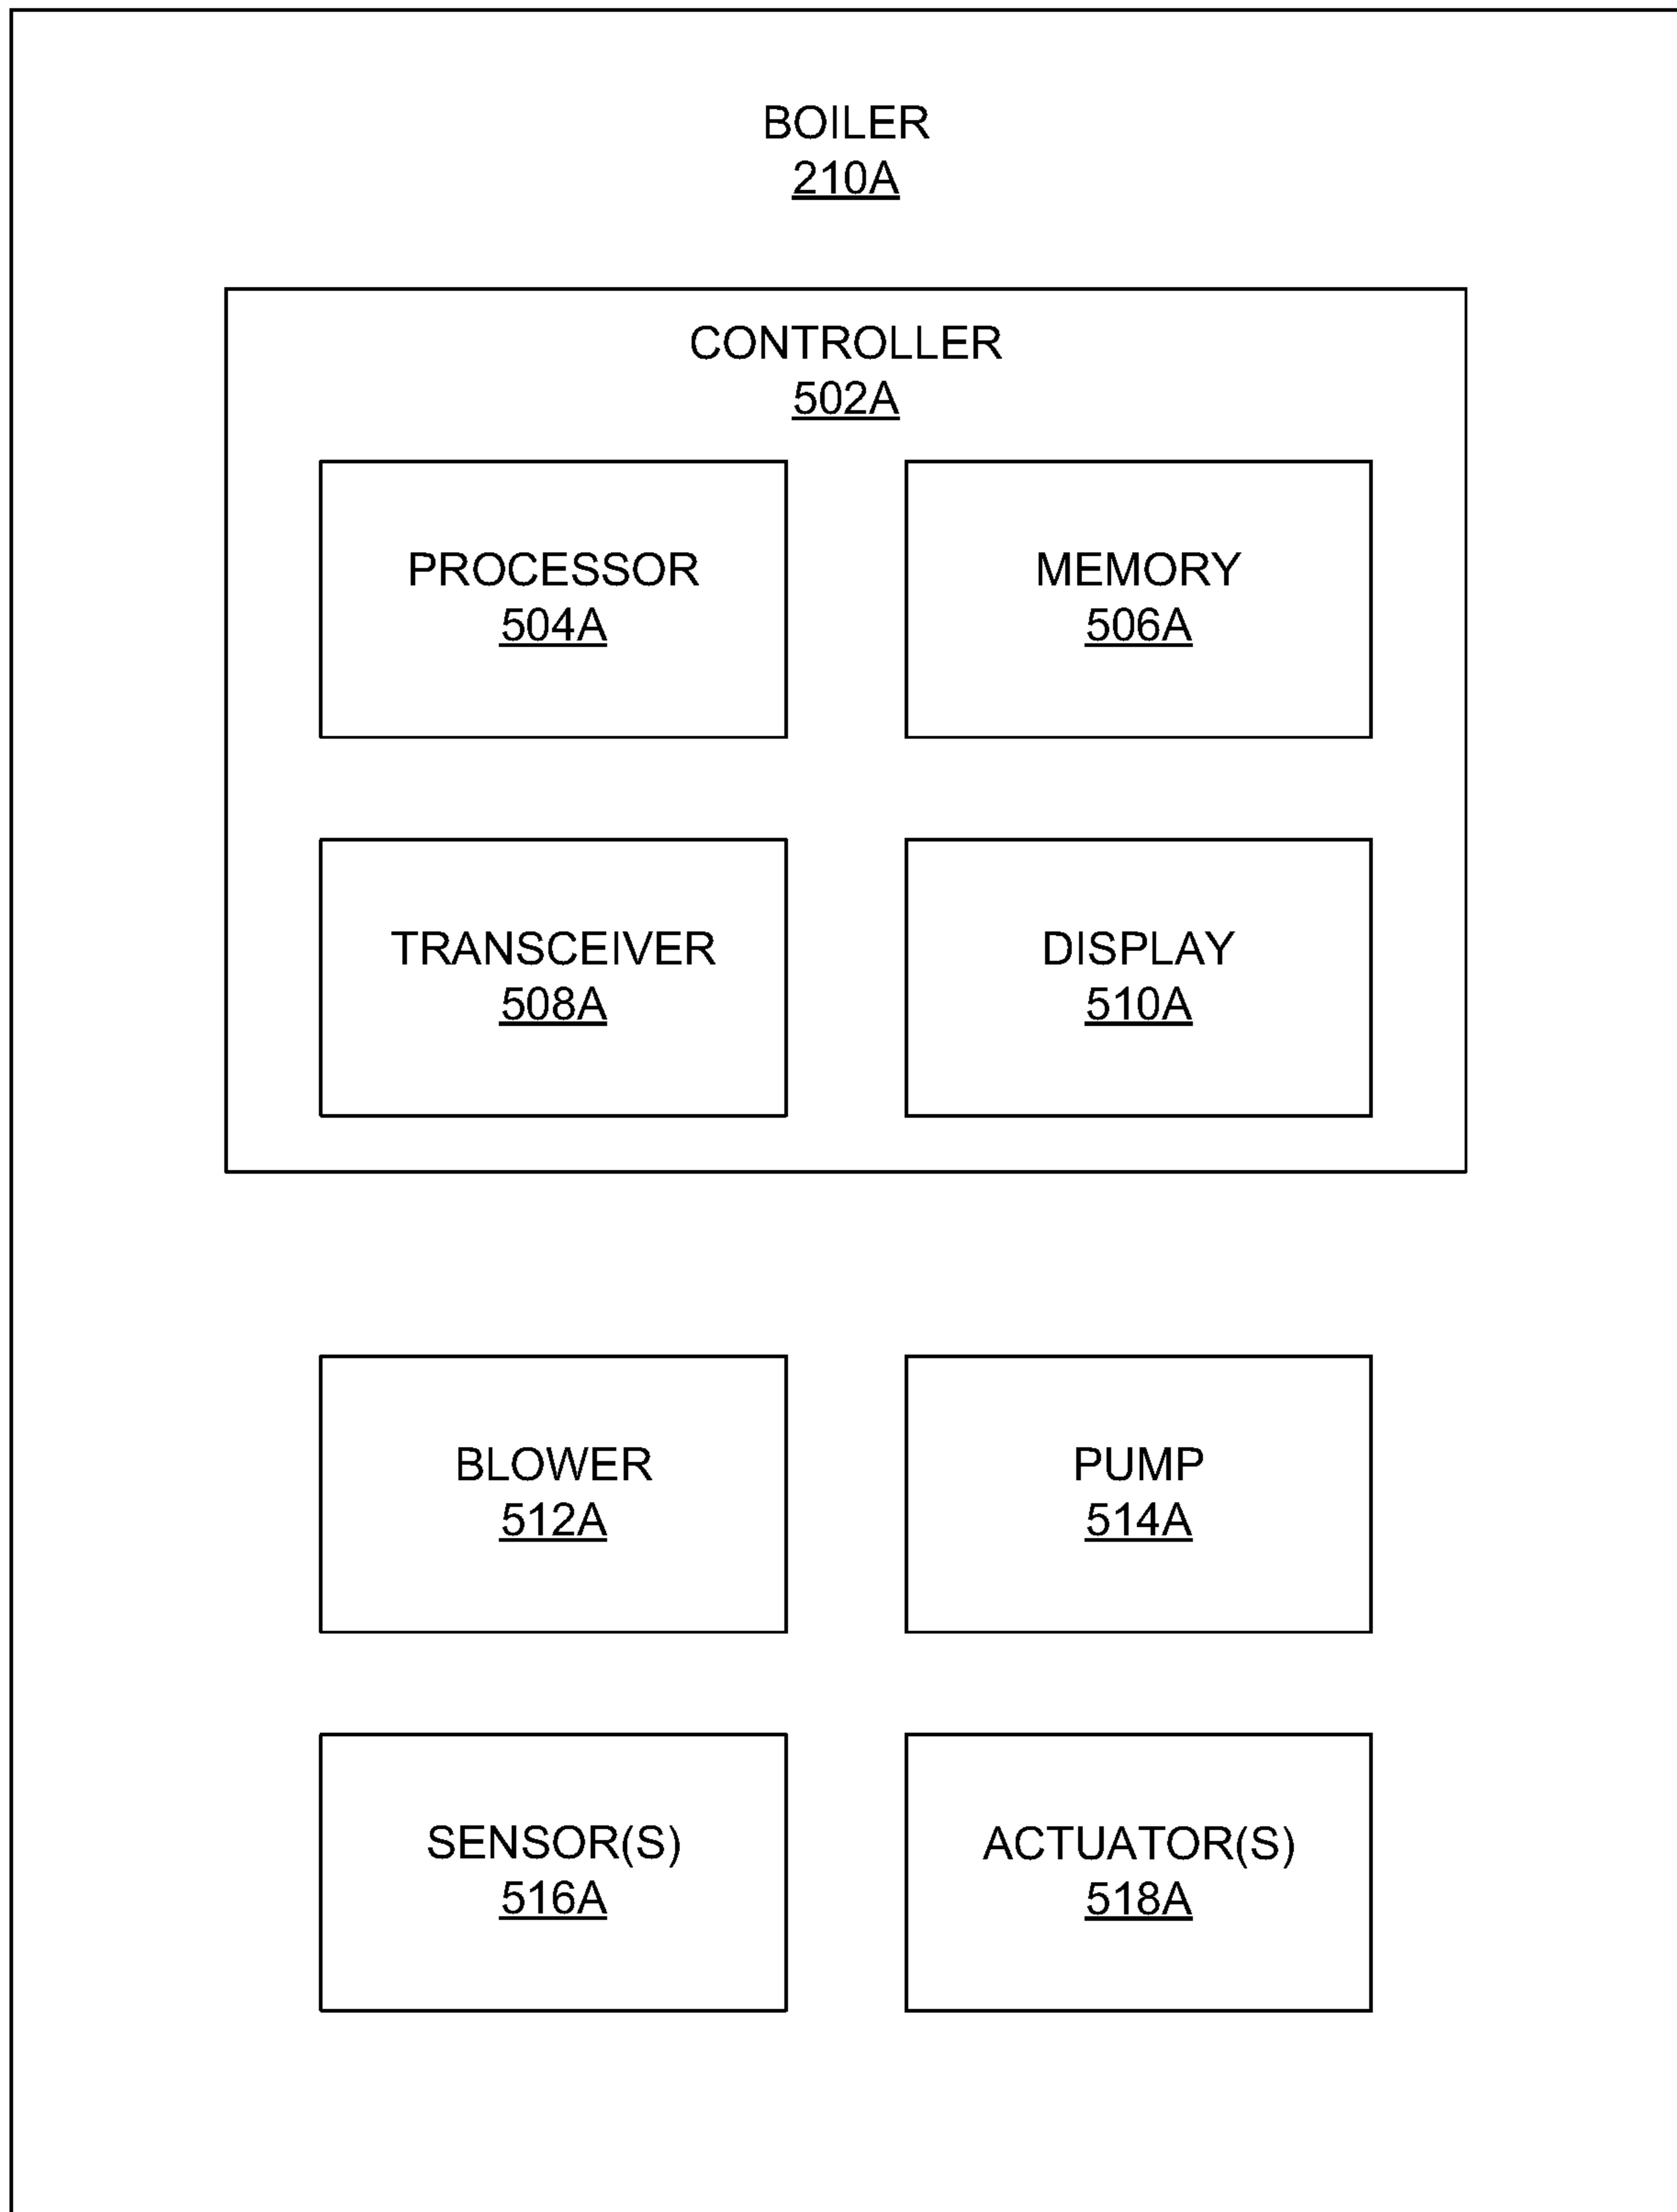 BOILER
210A
CONTROLLER
502A
PROCESSOR
504A
MEMORY
506A
TRANSCEIVER
508A
DISPLAY
510A
BLOWER
512A
PUMP
514A
SENSOR(S)
516A
ACTUATOR(S)
518A